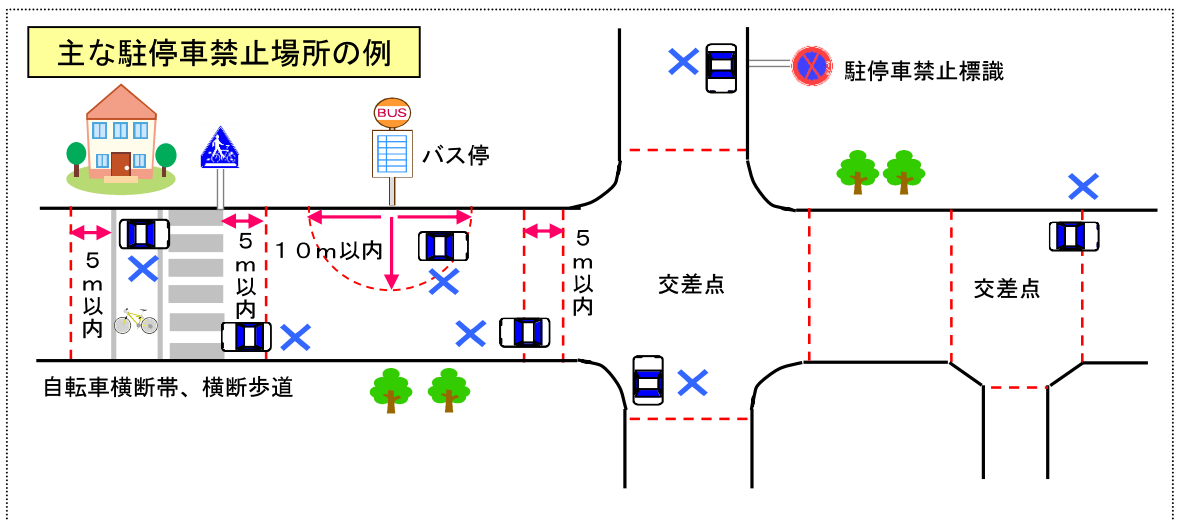 主な駐停車禁止場所の例
駐停車禁止標識
BUS
バス停
5m以内
5m以内
10m以内
5m以内
交差点
交差点
自転車横断帯、横断歩道